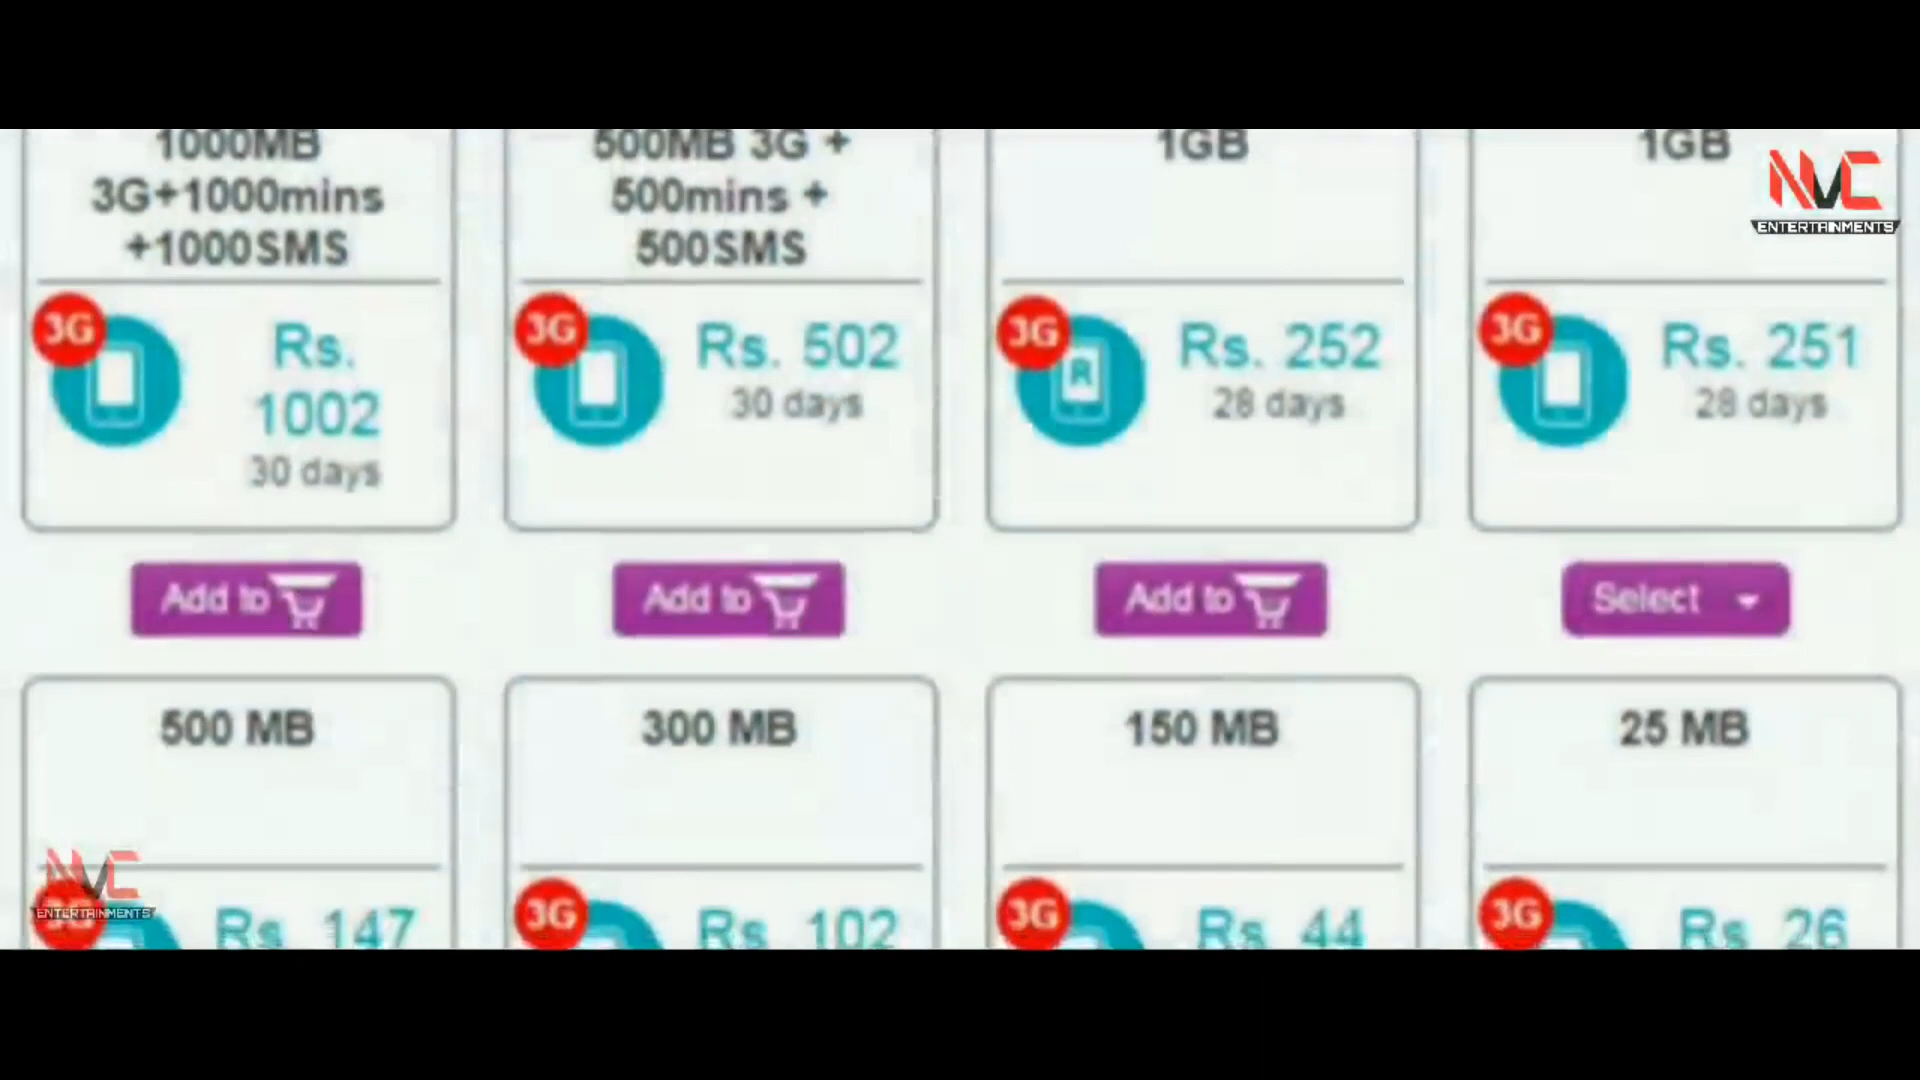 1000MB
3G+1000mins
+1000SMS
3G
Rs.
1002
30 days
Add to
500MB 3G +
500mins +
500SMS
3G
Rs. 502
30 days
Add to
1GB
3G
R
Rs. 252
28 days
Add to
1GB
3G
Rs. 251
28 days
Select
NVC
ENTERTAINMENTS
500 MB
3G
Rs. 147
300 MB
3G
Rs. 102
150 MB
3G
Rs. 44
25 MB
3G
Rs. 26
NVC
ENTERTAINMENTS